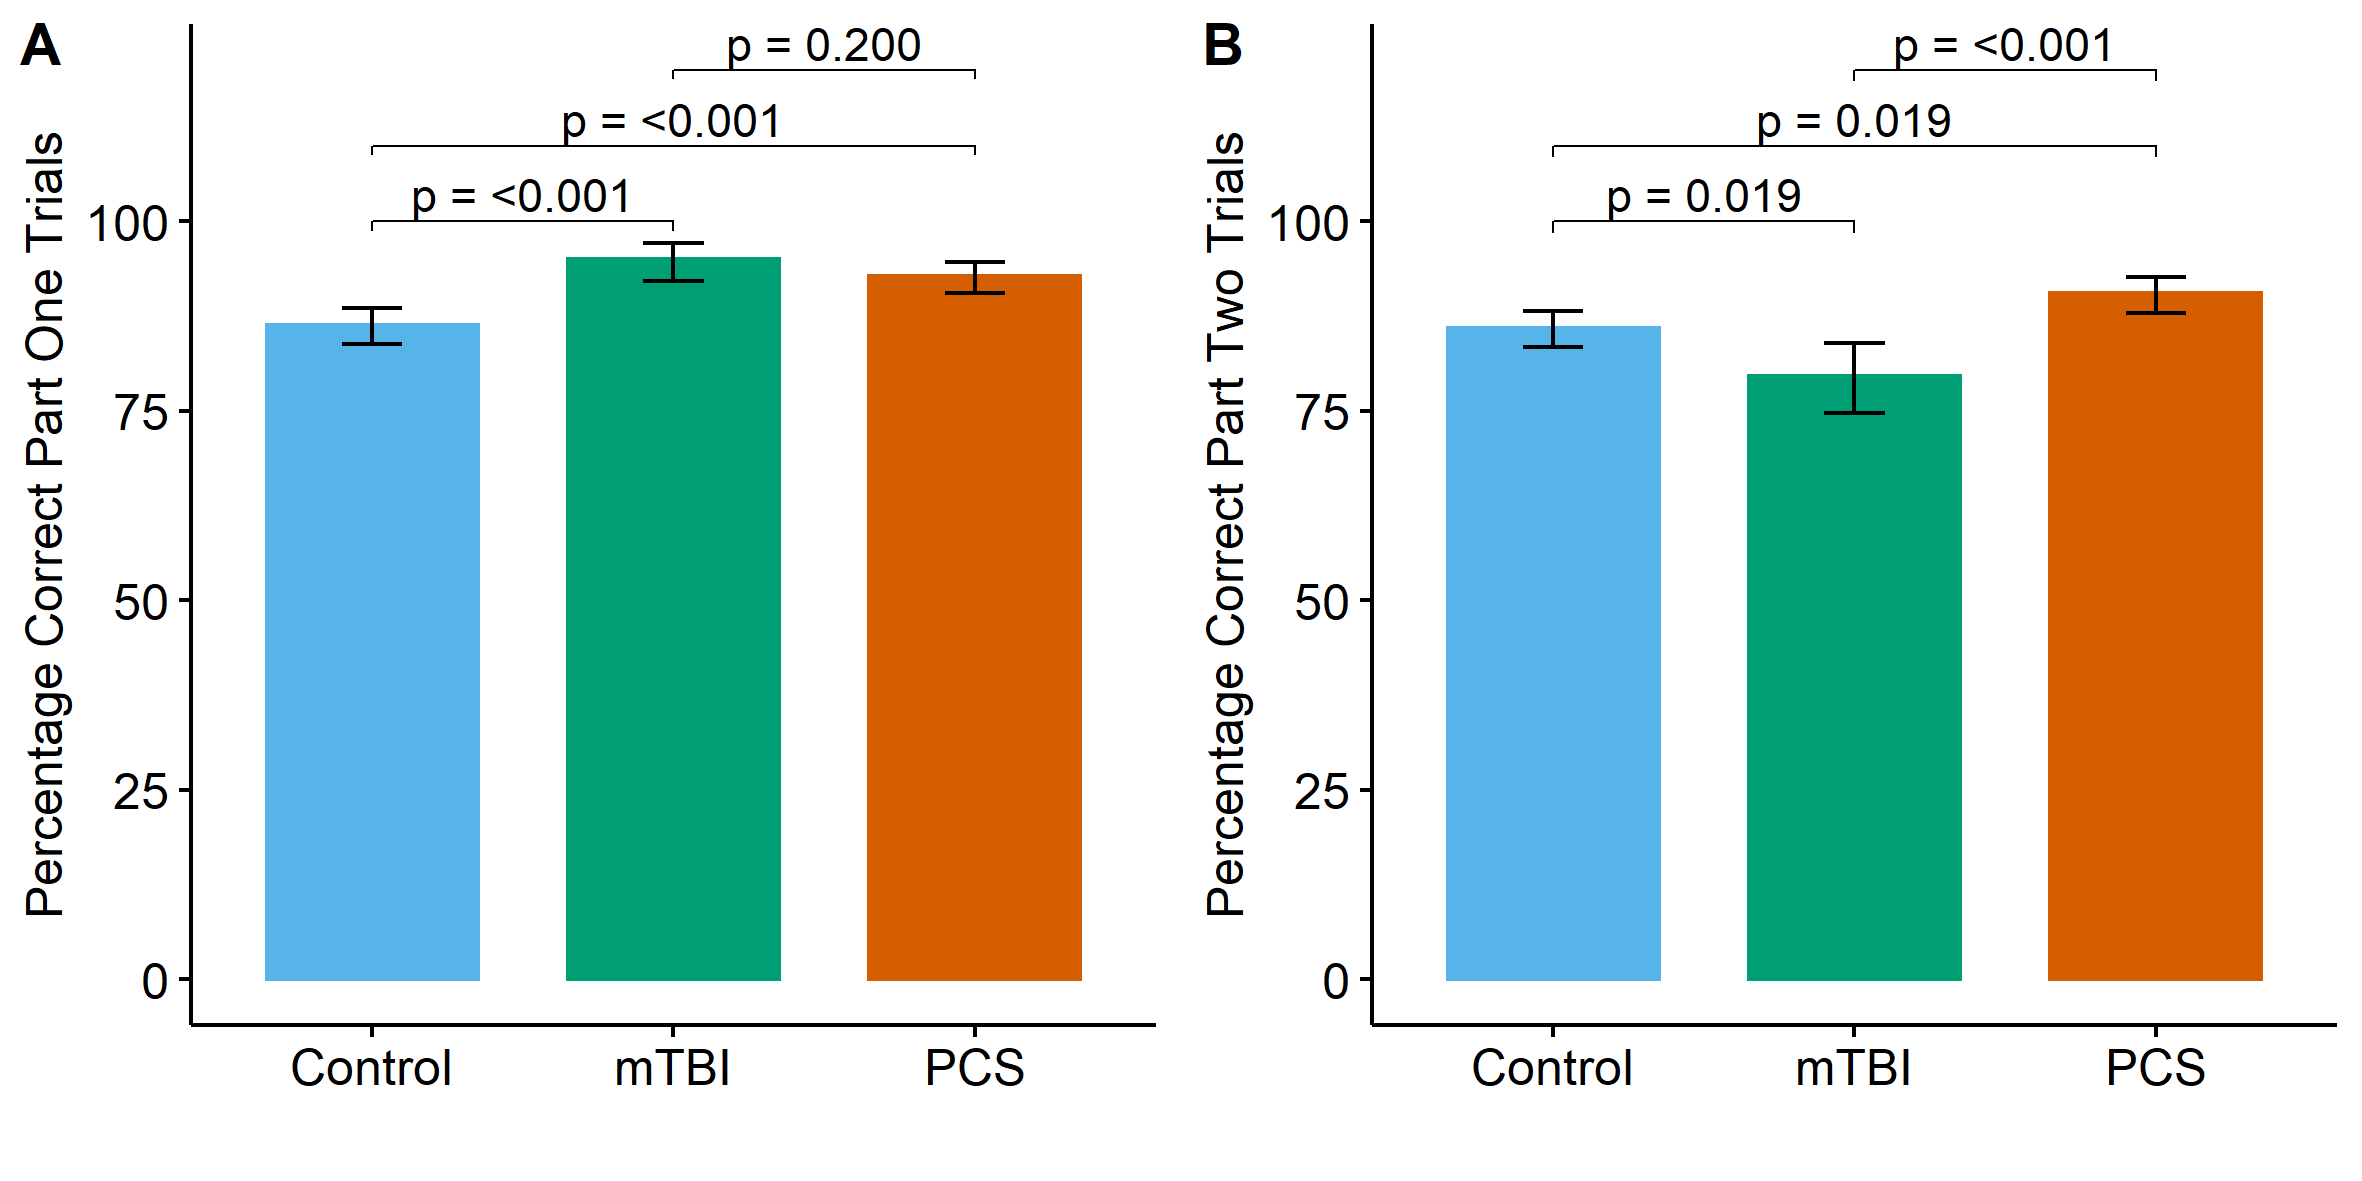 A
Percentage Correct Part One Trials
p = 0.200
p = <0.001
p = <0.001
100
75
50
25
0
Control mTBI PCS
B
Percentage Correct Part Two Trials
p = <0.001
p = 0.019
p = 0.019
100
75
50
25
0
Control mTBI PCS